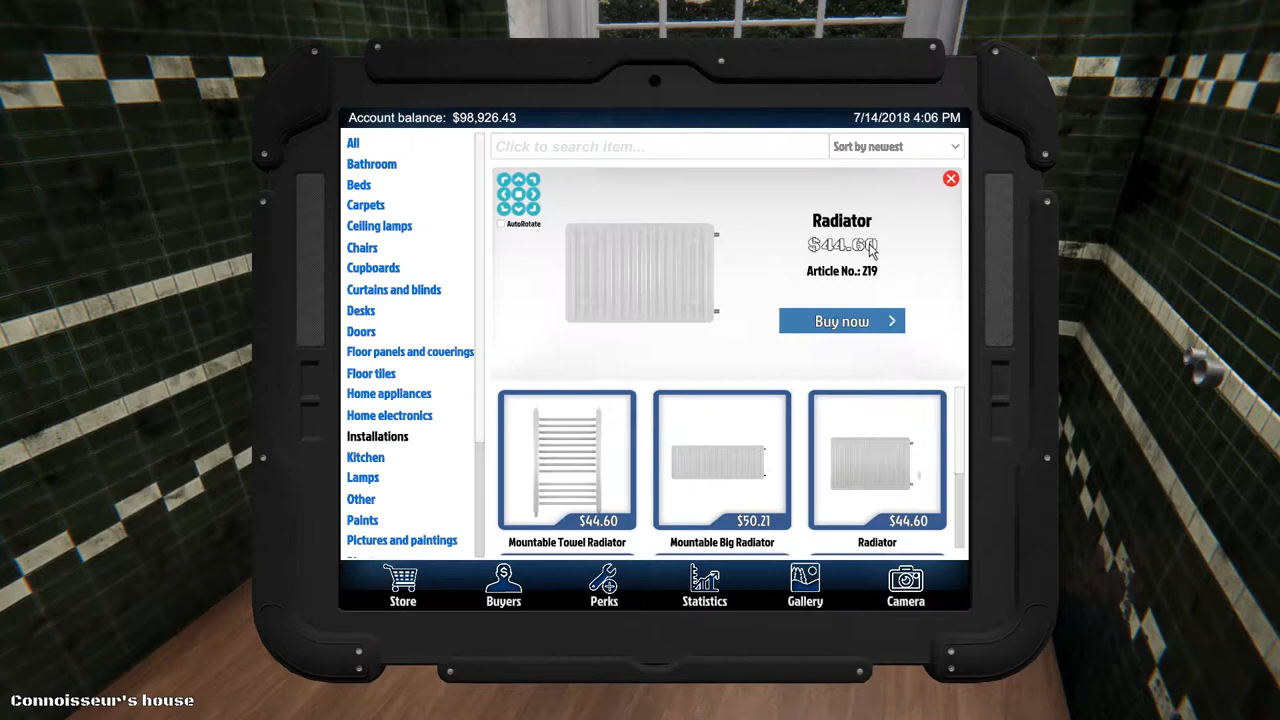 Account balance: $98,926.43
7/14/2018 4:06 PM
All
Bathroom
Beds
Carpets
Ceiling lamps
Chairs
Cupboards
Curtains and blinds
Desks
Doors
Floor panels and coverings
Floor tiles
Home appliances
Home electronics
Installations
Kitchen
Lamps
Other
Paints
Pictures and paintings
Click to search item...
Sort by newest
AutoRotate
Radiator
$44.60
Article No.: Z19
Buy now
$44.60
$50.21
$44.60
Mountable Towel Radiator
Mountable Big Radiator
Radiator
Store
Buyers
Perks
Statistics
Gallery
Camera
Connoisseur's house